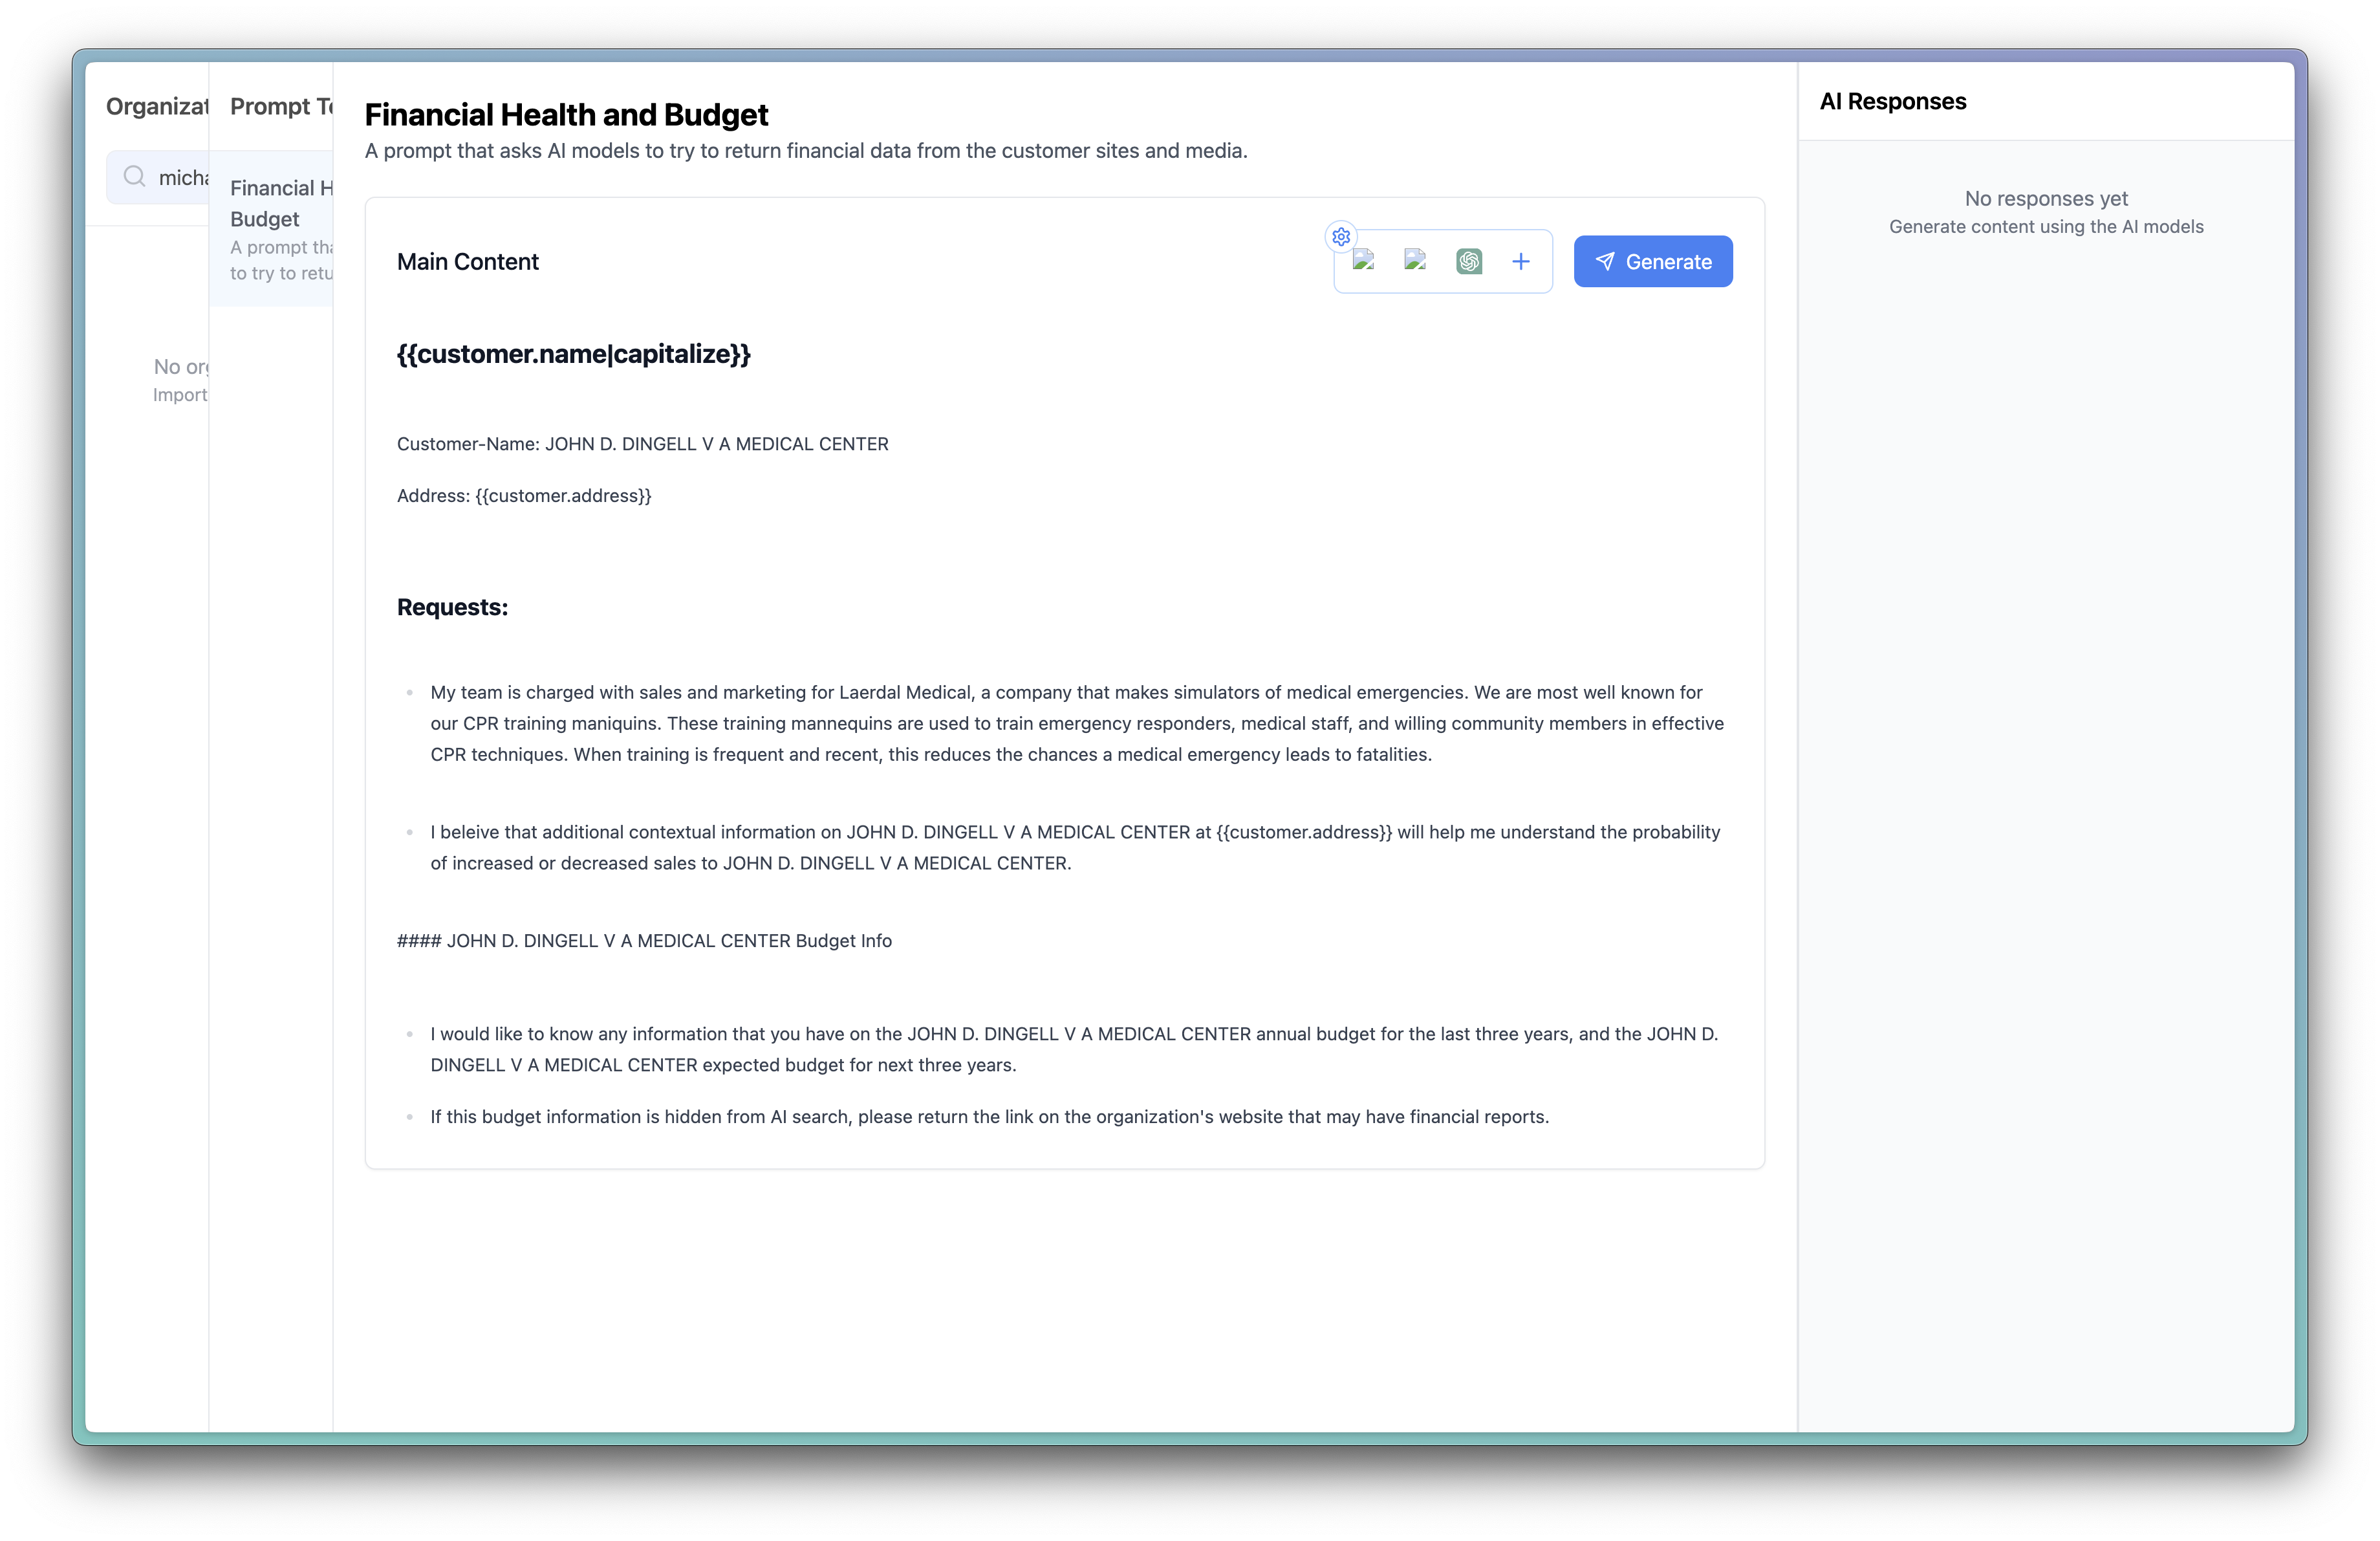 Organizat
micha
No org
Import
Prompt Te
Financial H
Budget
A prompt tha
to try to retu
Financial Health and Budget
A prompt that asks AI models to try to return financial data from the customer sites and media.
Main Content
Generate
{{customer.name|capitalize}}
Customer-Name: JOHN D. DINGELL V A MEDICAL CENTER
Address: {{customer.address}}
Requests:
My team is charged with sales and marketing for Laerdal Medical, a company that makes simulators of medical emergencies. We are most well known for
our CPR training maniquins. These training mannequins are used to train emergency responders, medical staff, and willing community members in effective
CPR techniques. When training is frequent and recent, this reduces the chances a medical emergency leads to fatalities.
I beleive that additional contextual information on JOHN D. DINGELL V A MEDICAL CENTER at {{customer.address}} will help me understand the probability
of increased or decreased sales to JOHN D. DINGELL V A MEDICAL CENTER.
#### JOHN D. DINGELL V A MEDICAL CENTER Budget Info
I would like to know any information that you have on the JOHN D. DINGELL V A MEDICAL CENTER annual budget for the last three years, and the JOHN D.
DINGELL V A MEDICAL CENTER expected budget for next three years.
If this budget information is hidden from AI search, please return the link on the organization's website that may have financial reports.
AI Responses
No responses yet
Generate content using the AI models